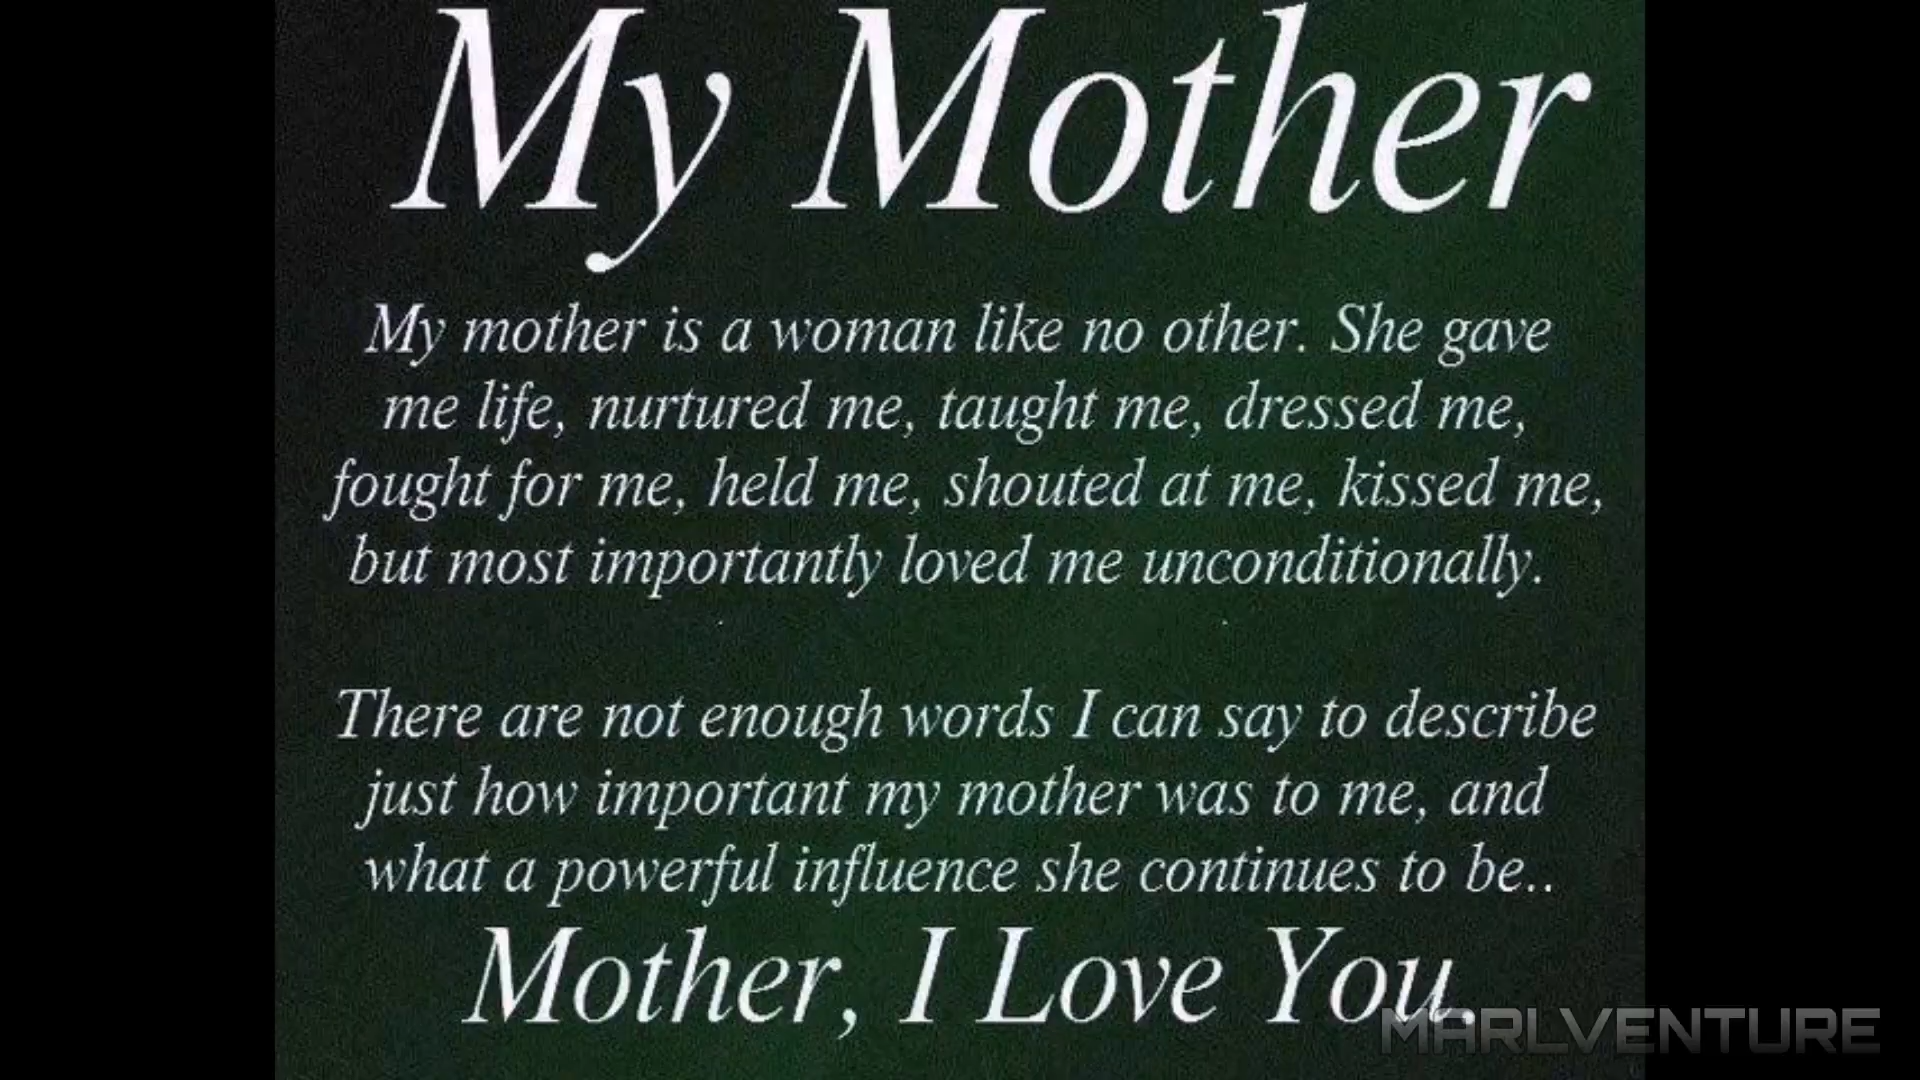 My Mother
My mother is a woman like no other. She gave
me life, nurtured me, taught me, dressed me,
fought for me, held me, shouted at me, kissed me,
but most importantly loved me unconditionally.
There are not enough words I can say to describe
just how important my mother was to me, and
what a powerful influence she continues to be..
Mother, I Love You.
MARLVENTURE